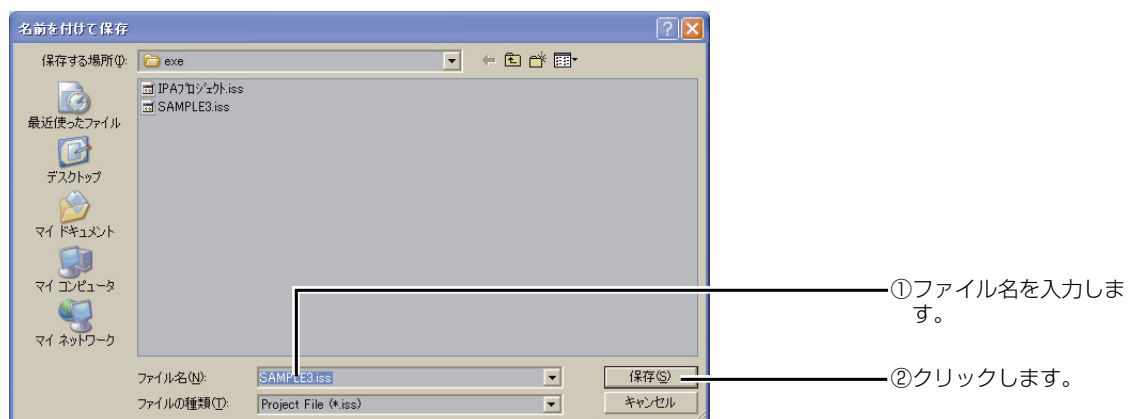 名前を付けて保存
保存する場所(I):
exe
IPAプロジェクト.iss
SAMPLE3.iss
最近使ったファイル
デスクトップ
マイ ドキュメント
マイ コンピュータ
マイ ネットワーク
ファイル名(N):
SAMPLE3.iss
保存(S)
ファイルの種類(T):
Project File (*.iss)
キャンセル
①ファイル名を入力しま
す。
②クリックします。